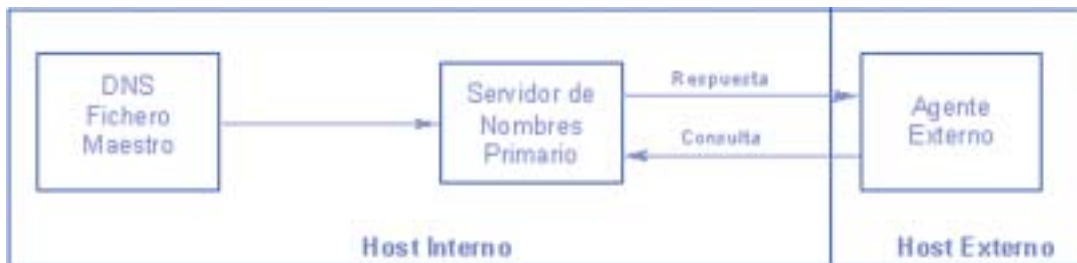 DNS
Fichero
Maestro
Servidor de
Nombres
Primario
Respuesta
Consulta
Agente
Externo
Host Interno
Host Externo